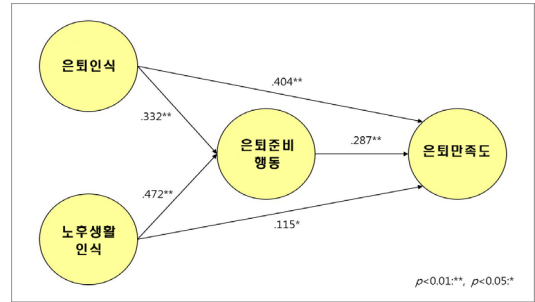 은퇴인식
.404**
.332**
은퇴준비
행동
.287**
은퇴만족도
.472**
노후생활
인식
.115*
p<0.01:**, p<0.05:*